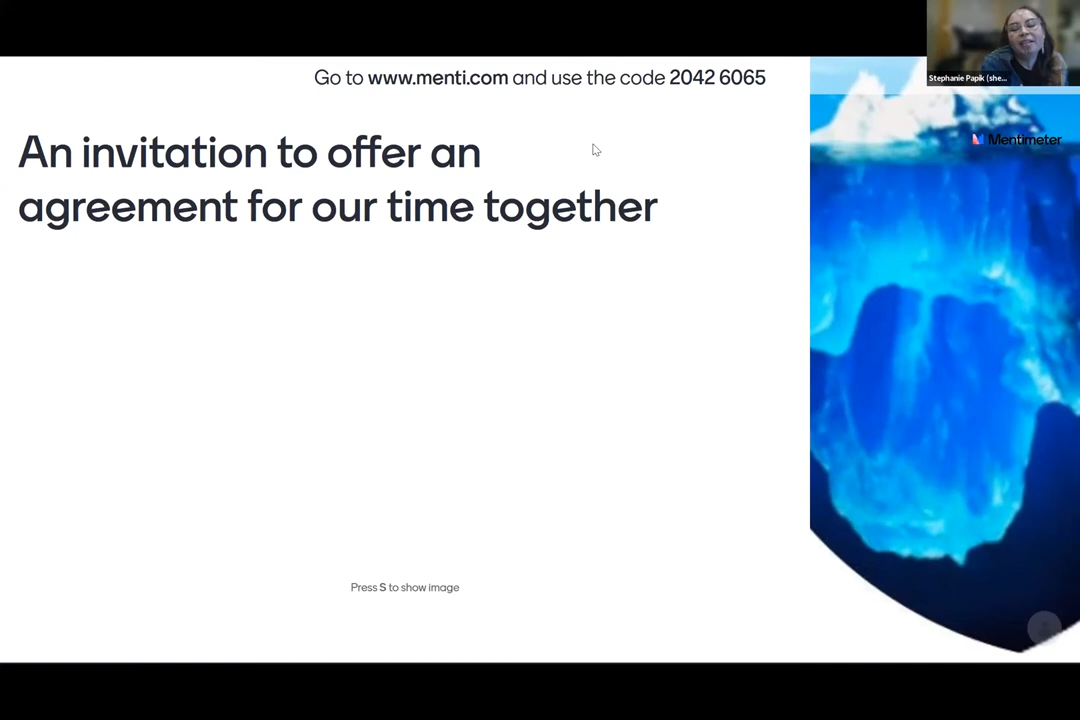 Go to www.menti.com and use the code 2042 6065
Stephanie Papik (she...
Mentimeter
An invitation to offer an
agreement for our time together
Press S to show image